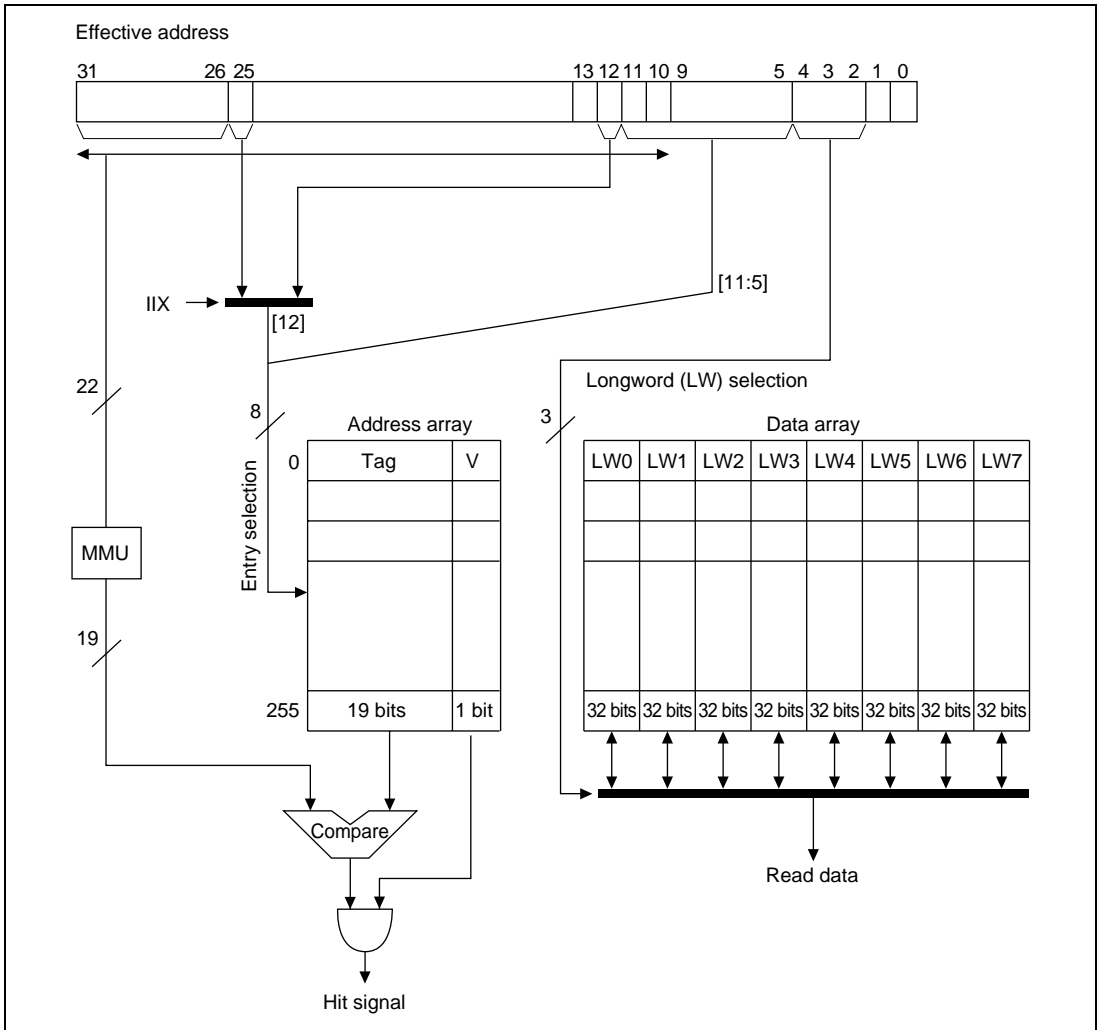 Effective address
31 26 25 13 12 11 10 9 5 4 3 2 1 0
IIX
[12]
[11:5]
22
8
3
Longword (LW) selection
Entry selection
Address array
Data array
0 Tag V
LW0 LW1 LW2 LW3 LW4 LW5 LW6 LW7
MMU
19
255 19 bits 1 bit
32 bits 32 bits 32 bits 32 bits 32 bits 32 bits 32 bits 32 bits
Compare
Read data
Hit signal